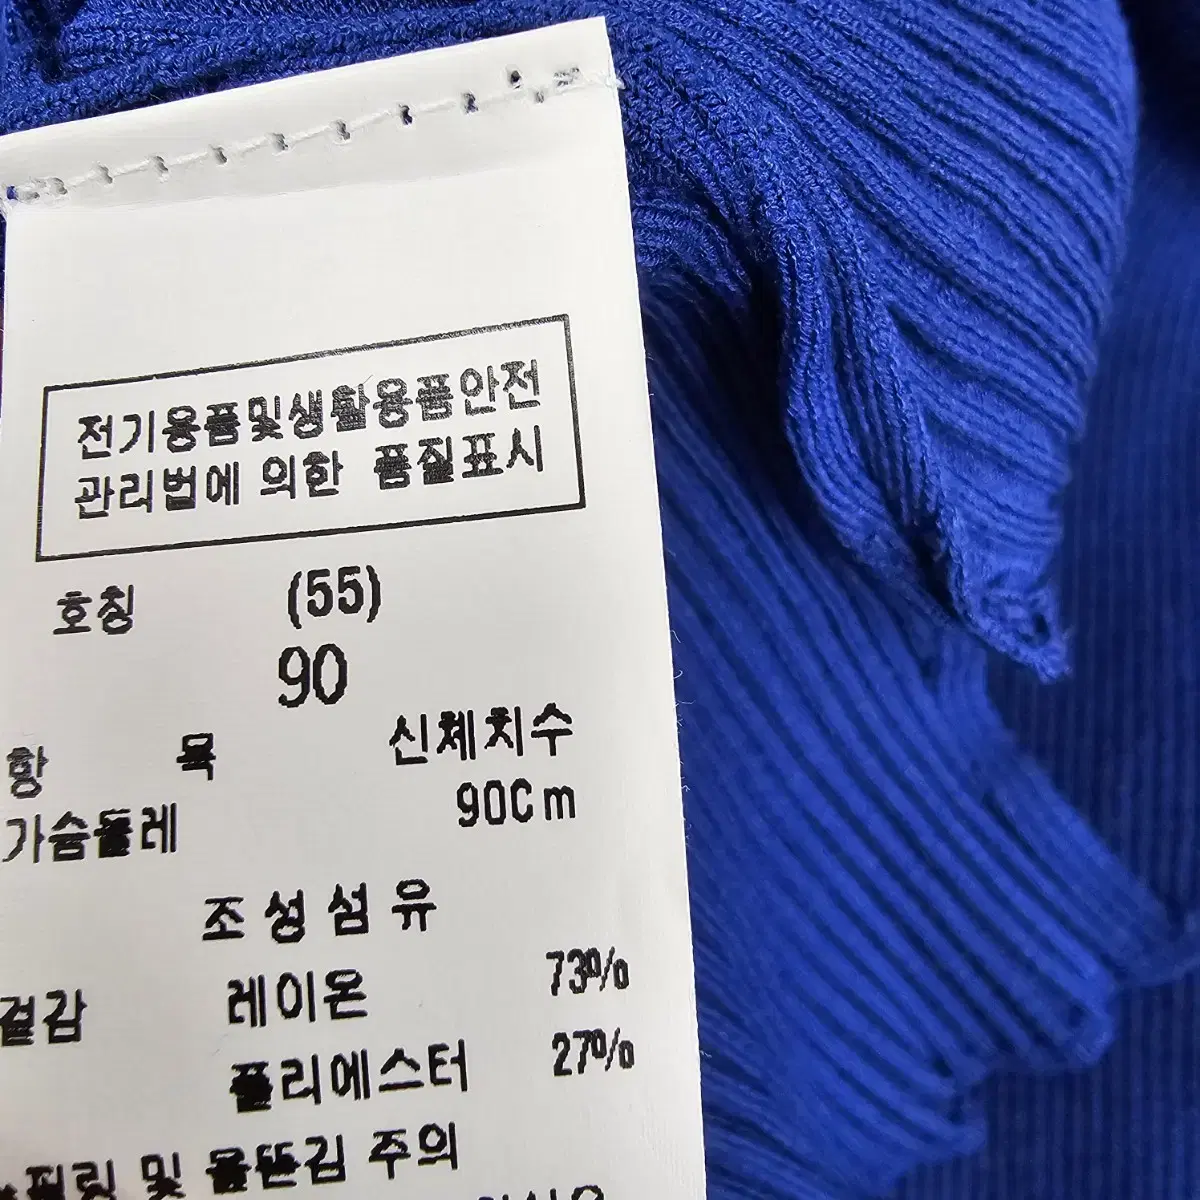 전기용품및생활용품안전
관리법에 의한 품질표시
호칭 (55)
90
항 목 신체치수
가슴둘레 90Cm
조성섬유
겉감 레이온 73%
폴리에스터 27%
필링 및 올뜯김 주의